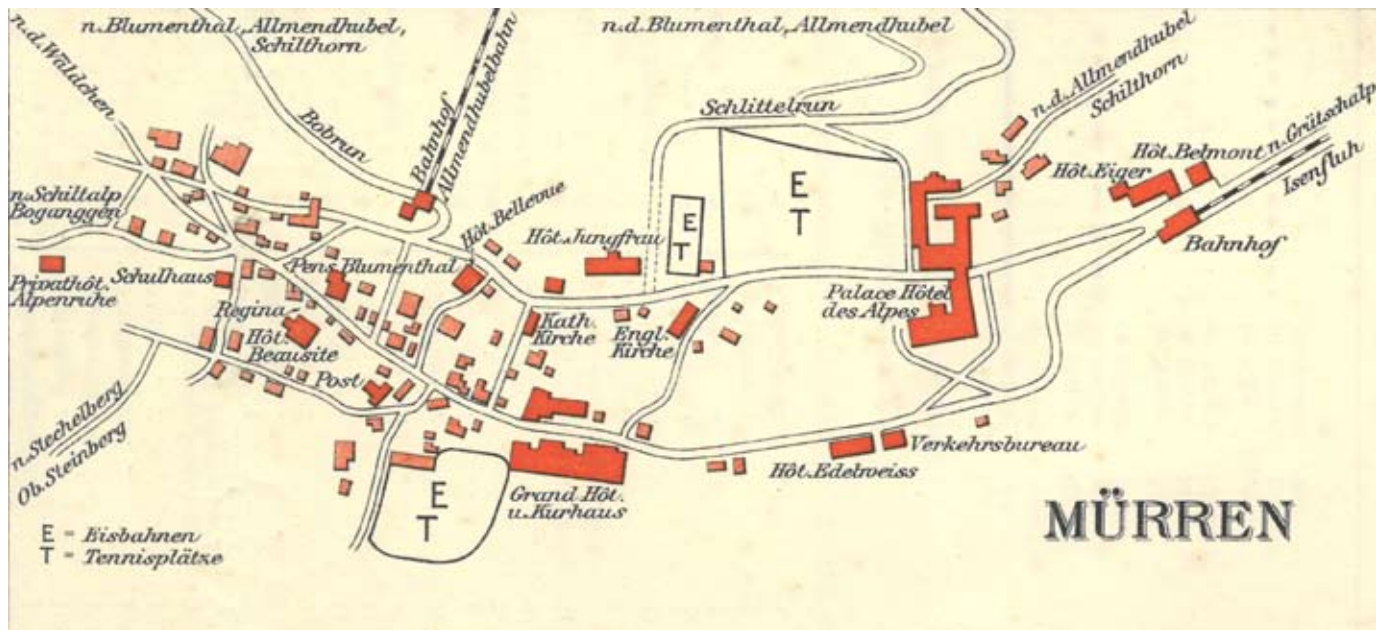 n. Blumenthal, Allmendhubel,
Schilthorn
n.d. Blumenthal, Allmendhubel
n.d. Wäldchen
Bobrun
Bahnhof
Allmendhubelbahn
Schlittelrun
n.d. Allmendhubel
Schilthorn
Hôt. Belmont
n. Grütschalp
Isenfluh
Hôt. Eiger
Bahnhof
n. Schiltalp
Boganggen
Privathôt.
Alpenruhe
Schulhaus
Pens. Blumenthal
Hôt. Bellevue
Hôt. Jungfrau
E
T
E
T
Palace Hôtel
des Alpes
Regina
Hôt.
Beausite
Kath.
Kirche
Engl.
Kirche
Post
n. Stechelberg
Ob. Steinberg
E
T
Grand Hôt.
u. Kurhaus
Hôt. Edelweiss
Verkehrsbureau
MÜRREN
E = Eisbahnen
T = Tennisplätze